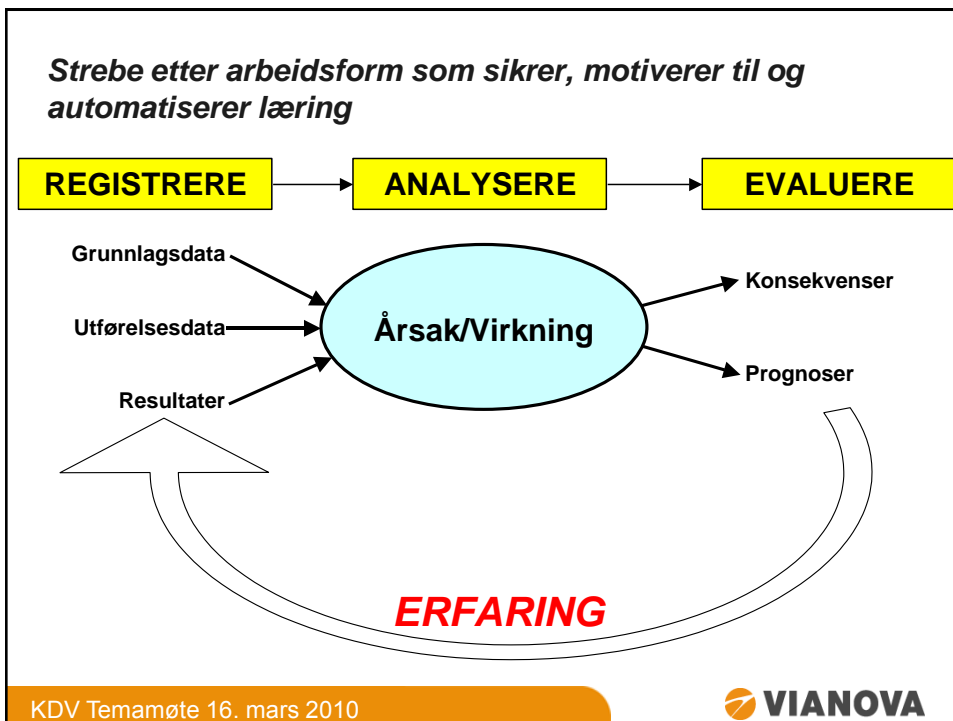 Strebe etter arbeidsform som sikrer, motiverer til og
automatiserer læring
REGISTRERE
ANALYSERE
EVALUERE
Grunnlagsdata
Utførelsesdata
Resultater
Årsak/Virkning
Konsekvenser
Prognoser
ERFARING
KDV Temamøte 16. mars 2010
VIANOVA